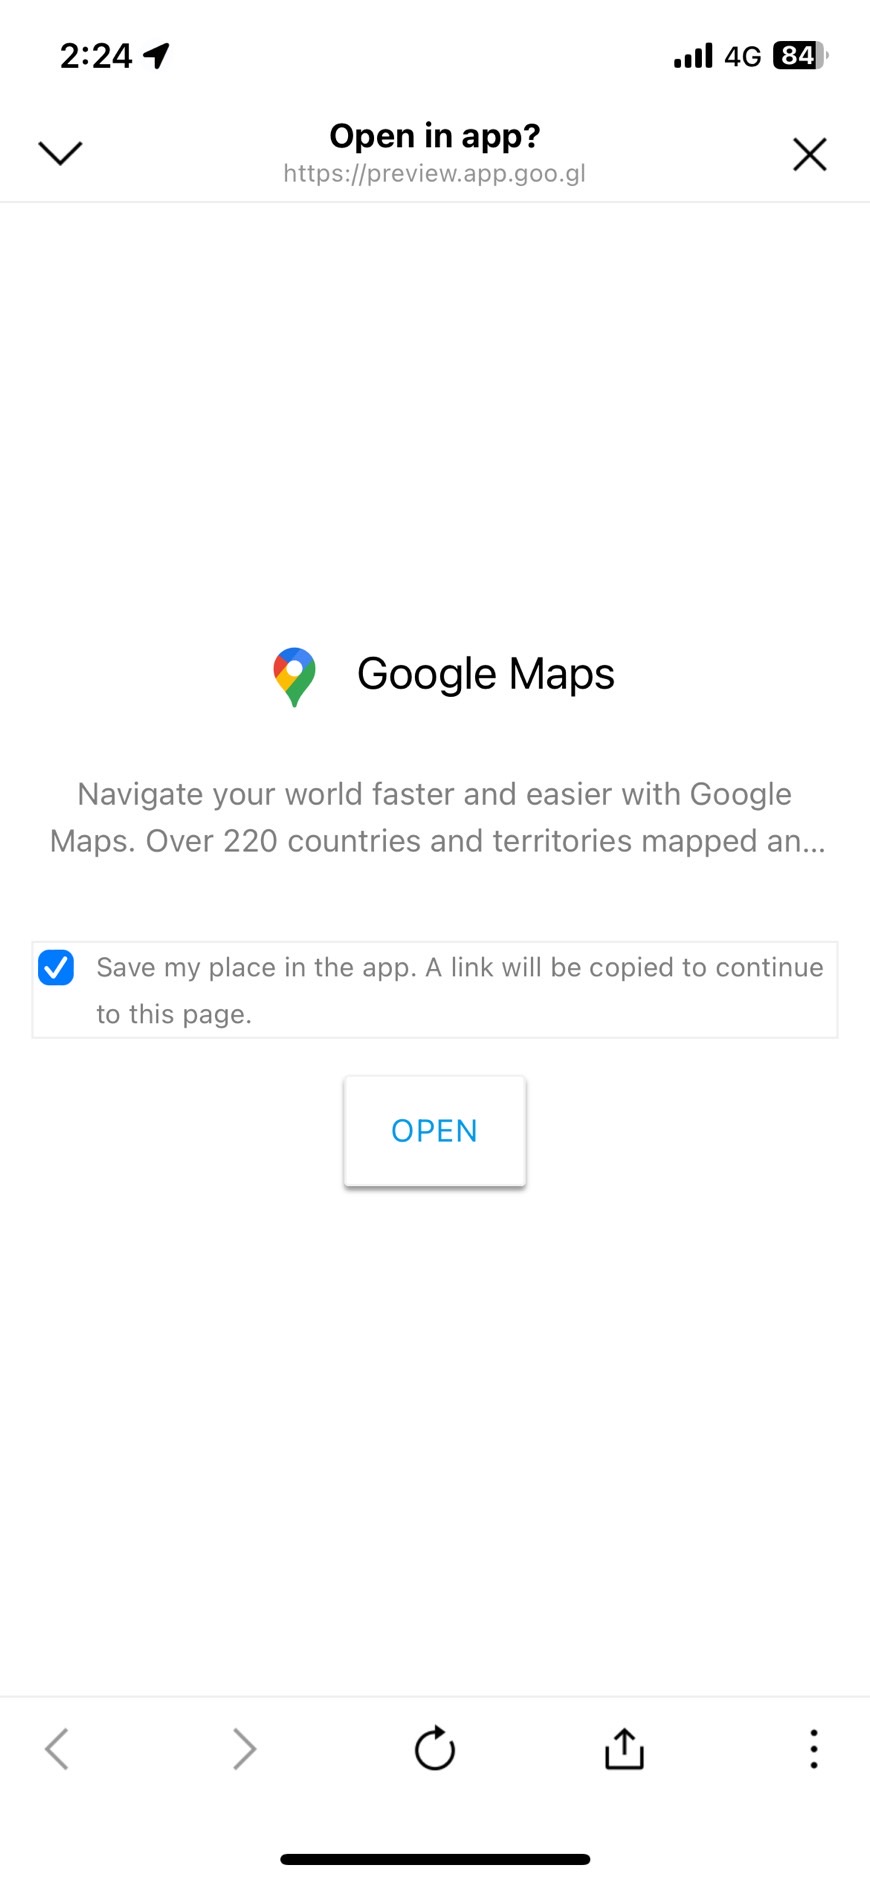 2:24
4G
84
Open in app?
https://preview.app.goo.gl
Google Maps
Navigate your world faster and easier with Google
Maps. Over 220 countries and territories mapped an...
Save my place in the app. A link will be copied to continue
to this page.
OPEN